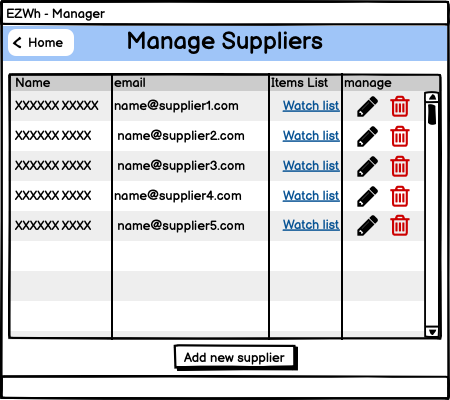 EZWh - Manager
Home
Manage Suppliers
Name email Items List manage
XXXXXX XXXXX name@supplier1.com Watch list
XXXXXX XXXX name@supplier2.com Watch list
XXXXXX XXXX name@supplier3.com Watch list
XXXXXX XXXX name@supplier4.com Watch list
XXXXXX XXXX name@supplier5.com Watch list
Add new supplier